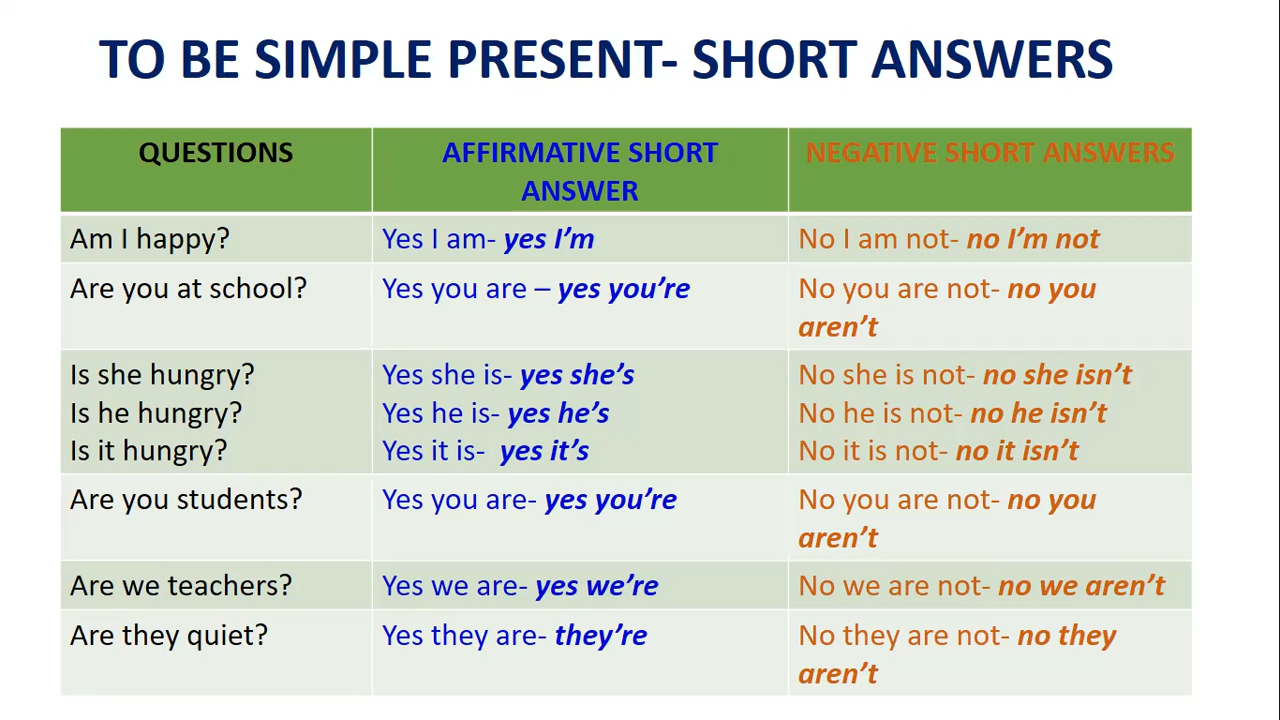 TO BE SIMPLE PRESENT- SHORT ANSWERS
QUESTIONS
AFFIRMATIVE SHORT
ANSWER
NEGATIVE SHORT ANSWERS
Am I happy?
Yes I am- yes I’m
No I am not- no I’m not
Are you at school?
Yes you are – yes you’re
No you are not- no you
aren’t
Is she hungry?
Is he hungry?
Is it hungry?
Yes she is- yes she’s
Yes he is- yes he’s
Yes it is- yes it’s
No she is not- no she isn’t
No he is not- no he isn’t
No it is not- no it isn’t
Are you students?
Yes you are- yes you’re
No you are not- no you
aren’t
Are we teachers?
Yes we are- yes we’re
No we are not- no we aren’t
Are they quiet?
Yes they are- they’re
No they are not- no they
aren’t